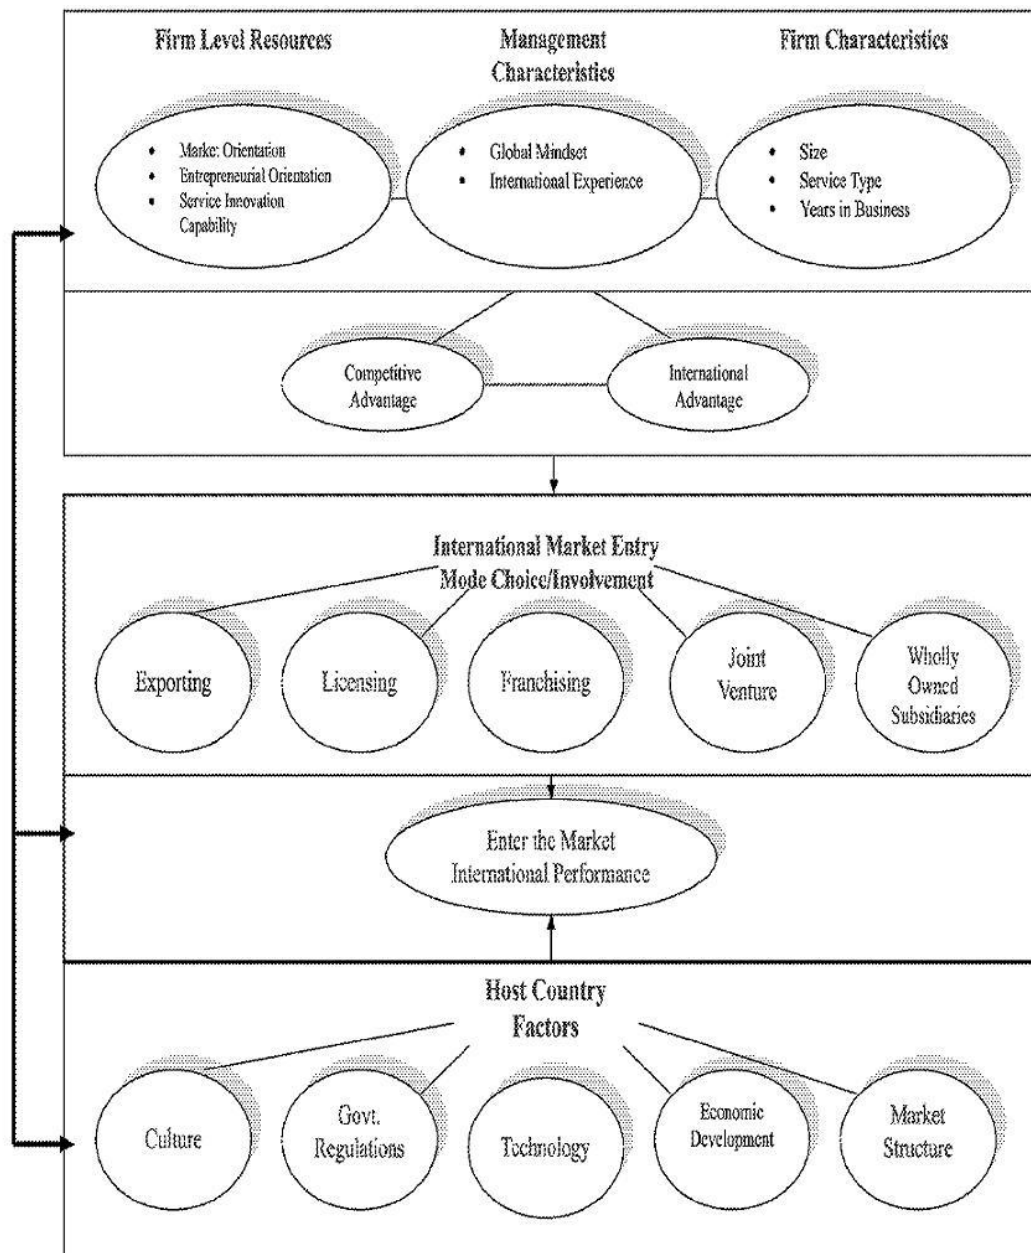 Firm Level Resources
Management
Characteristics
Firm Characteristics
• Market Orientation
• Entrepreneurial Orientation
• Service Innovation
Capability
• Global Mindset
• International Experience
• Size
• Service Type
• Years in Business
Competitive
Advantage
International
Advantage
International Market Entry
Mode Choice/Involvement
Exporting
Licensing
Franchising
Joint
Venture
Wholly
Owned
Subsidiaries
Enter the Market
International Performance
Host Country
Factors
Culture
Govt.
Regulations
Technology
Economic
Development
Market
Structure